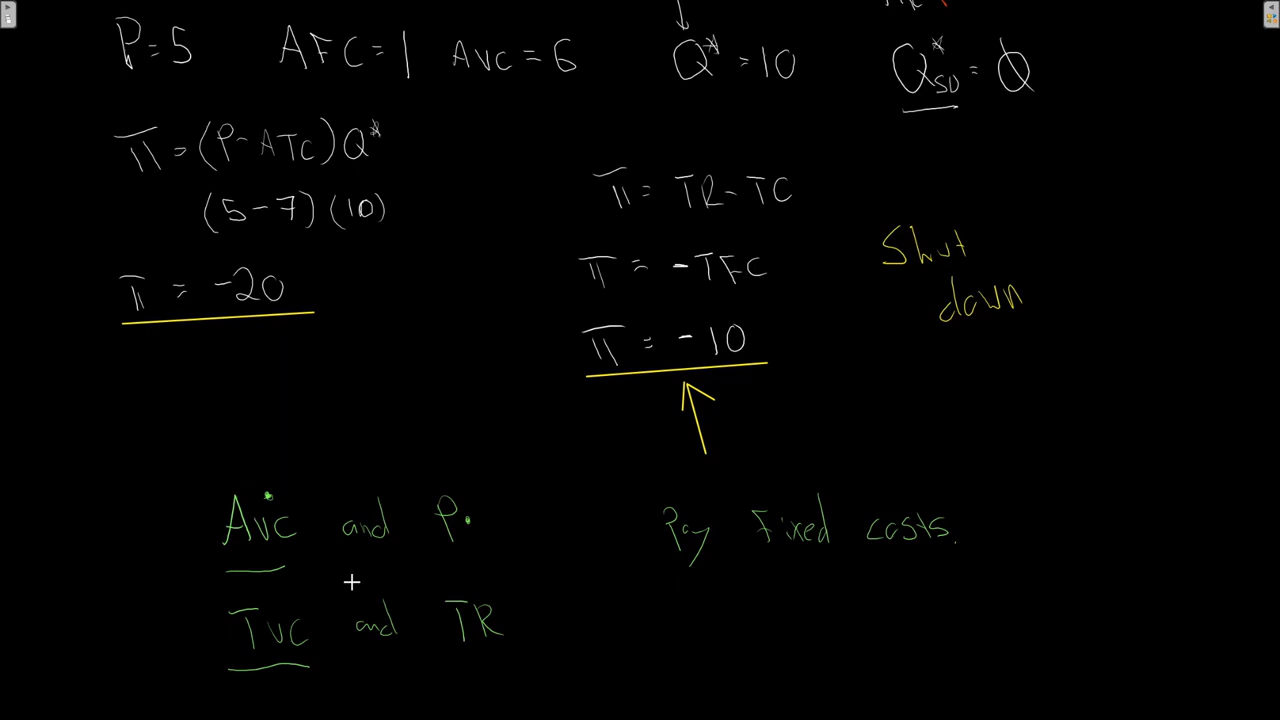 P=5 AFC=1 AVC=6 Q*=10 Q*SD=Φ
π=(P-ATC)Q*
(5-7)(10)
π = -20
π = TR-TC
π = -TFC
π = -10
Shut
down
AVC and P.
TVC and TR
Pay Fixed costs.